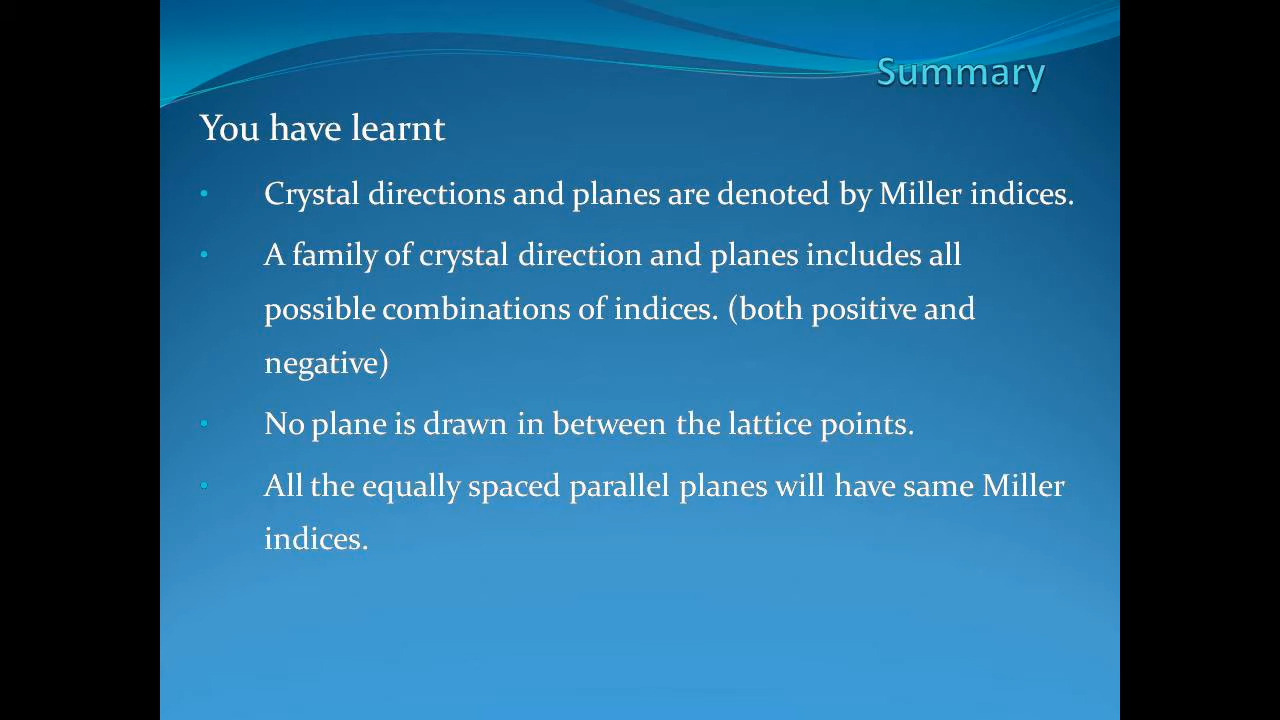 Summary
You have learnt
• Crystal directions and planes are denoted by Miller indices.
• A family of crystal direction and planes includes all
possible combinations of indices. (both positive and
negative)
• No plane is drawn in between the lattice points.
• All the equally spaced parallel planes will have same Miller
indices.